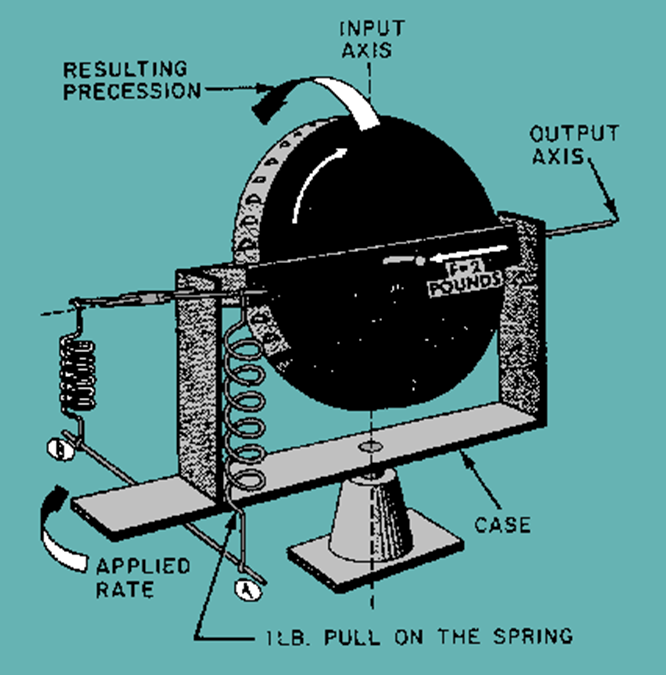 INPUT
AXIS
RESULTING
PRECESSION
OUTPUT
AXIS
POUNDS
B
CASE
APPLIED
RATE
A
1LB. PULL ON THE SPRING